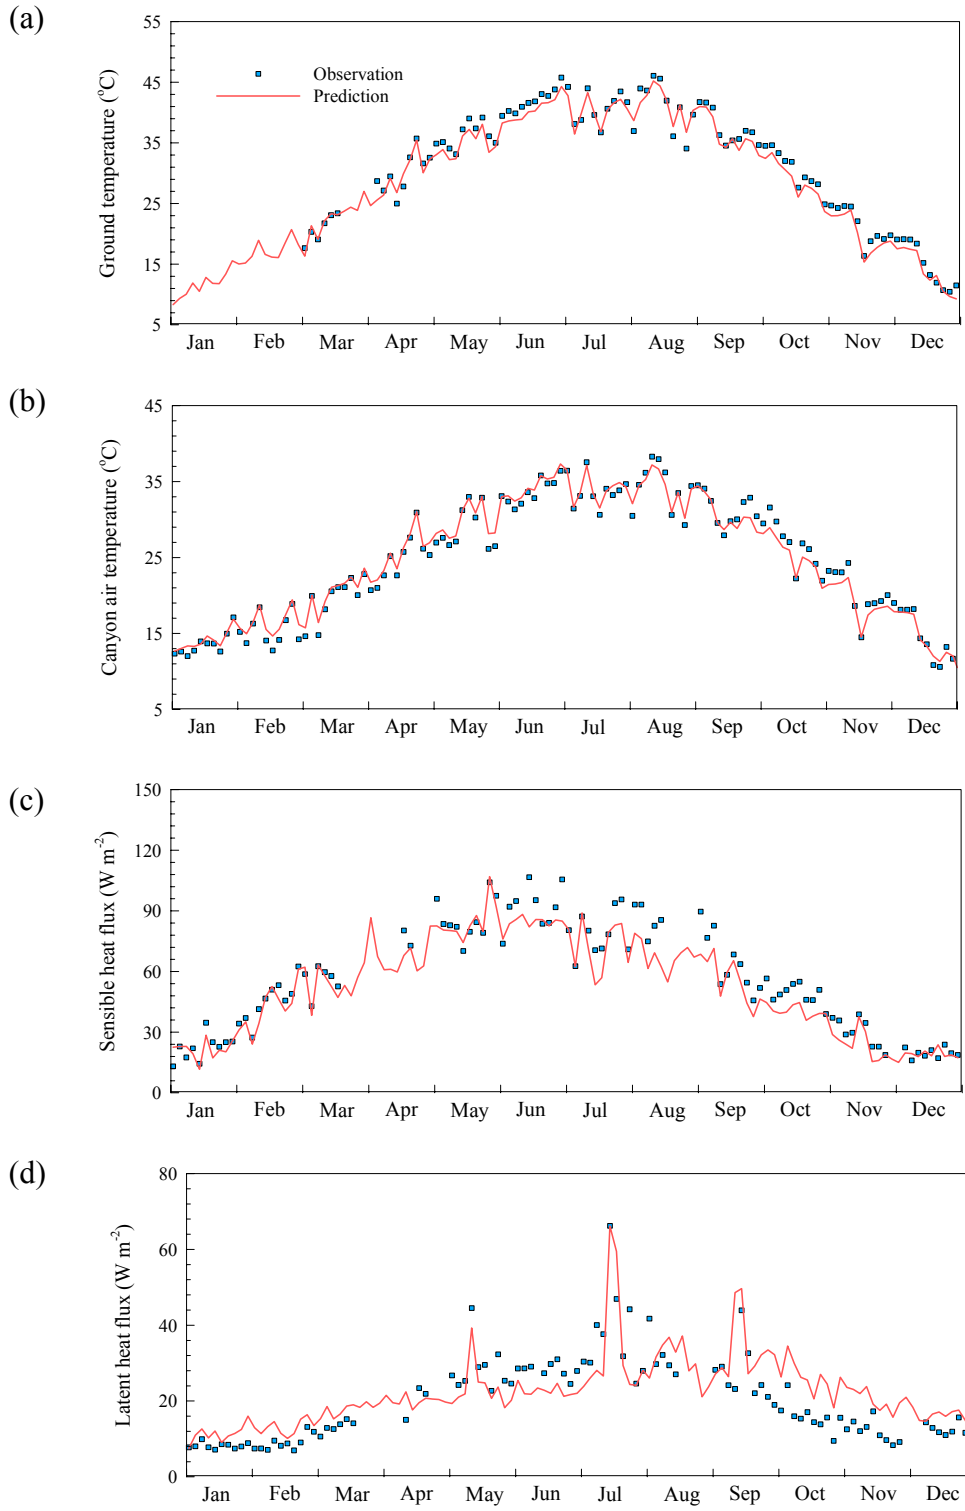 (a)
Ground temperature (°C)
55
45
35
25
15
5
Observation
Prediction
Jan Feb Mar Apr May Jun Jul Aug Sep Oct Nov Dec
(b)
Canyon air temperature (°C)
45
35
25
15
5
Jan Feb Mar Apr May Jun Jul Aug Sep Oct Nov Dec
(c)
Sensible heat flux (W m⁻²)
150
120
90
60
30
0
Jan Feb Mar Apr May Jun Jul Aug Sep Oct Nov Dec
(d)
Latent heat flux (W m⁻²)
80
60
40
20
0
Jan Feb Mar Apr May Jun Jul Aug Sep Oct Nov Dec